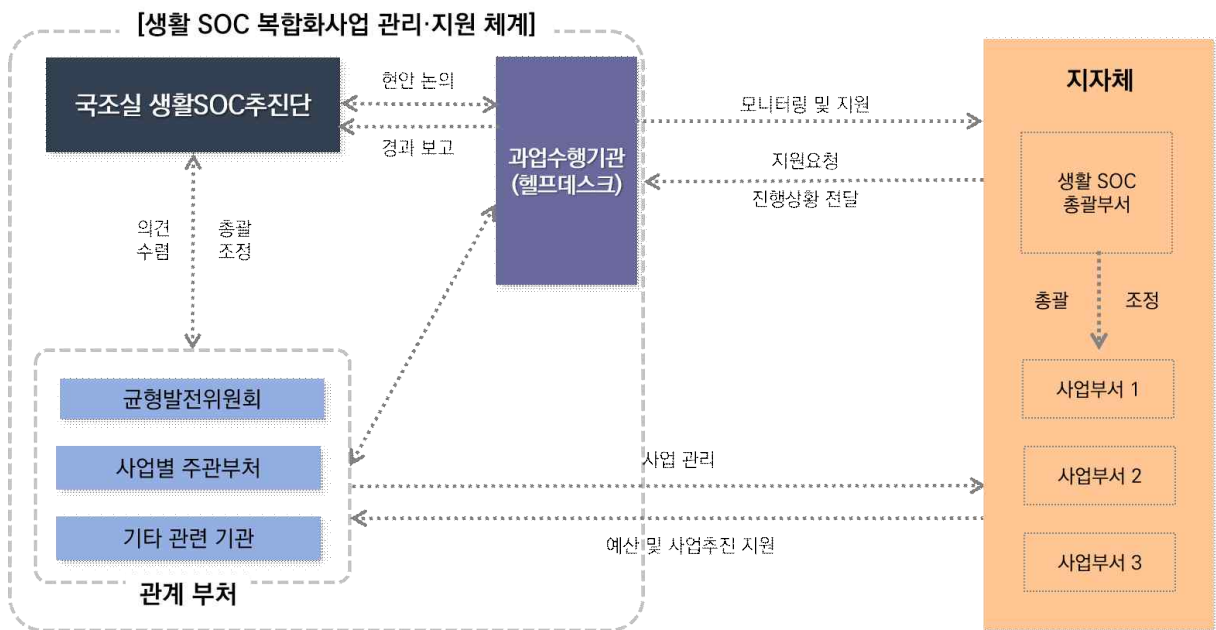 [생활 SOC 복합화사업 관리·지원 체계]
국조실 생활SOC추진단
현안 논의
경과 보고
과업수행기관
(헬프데스크)
모니터링 및 지원
지원요청
진행상황 전달
지자체
생활 SOC
총괄부서
의견
수렴
총괄
조정
총괄
조정
균형발전위원회
사업별 주관부처
기타 관련 기관
관계 부처
사업 관리
예산 및 사업추진 지원
사업부서 1
사업부서 2
사업부서 3